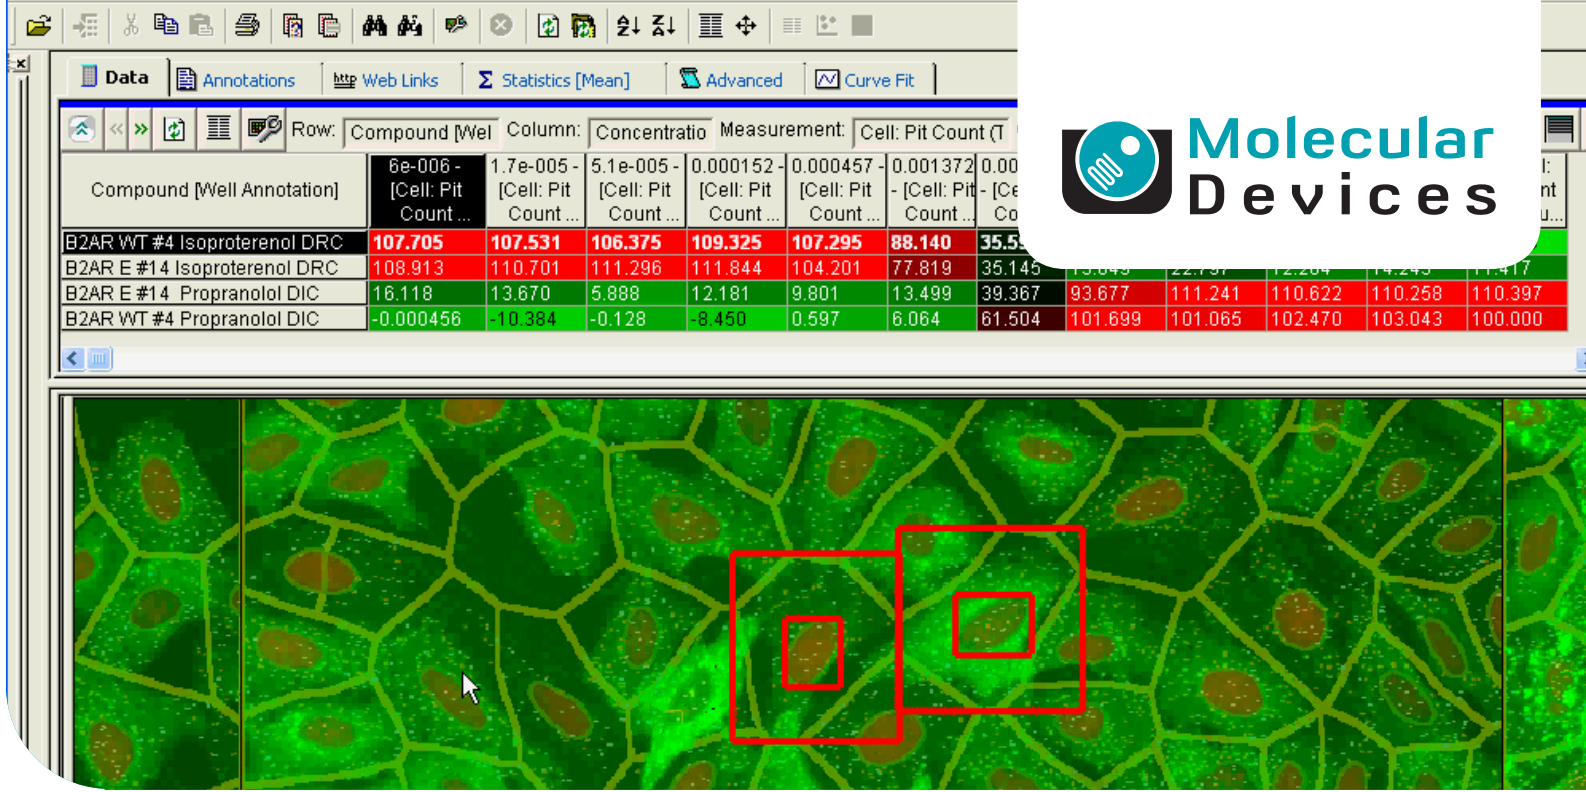 Data Annotations http Web Links Σ Statistics [Mean] Advanced Curve Fit
Row: Compound [Wel Column: Concentratio Measurement: Cell: Pit Count (T
Molecular
Devices
Compound [Well Annotation]
6e-006 - [Cell: Pit Count ...
1.7e-005 - [Cell: Pit Count ...
5.1e-005 - [Cell: Pit Count ...
0.000152 - [Cell: Pit Count ...
0.000457 - [Cell: Pit Count ...
0.001372 - [Cell: Pit Count ...
B2AR WT #4 Isoproterenol DRC 107.705 107.531 106.375 109.325 107.295 88.140
B2AR E #14 Isoproterenol DRC 108.913 110.701 111.296 111.844 104.201 77.819 35.145
B2AR E #14 Propranolol DIC 16.118 13.670 5.888 12.181 9.801 13.499 39.367 93.677 111.241 110.622 110.258 110.397
B2AR WT #4 Propranolol DIC -0.000456 -10.384 -0.128 -8.450 0.597 6.064 61.504 101.699 101.065 102.470 103.043 100.000